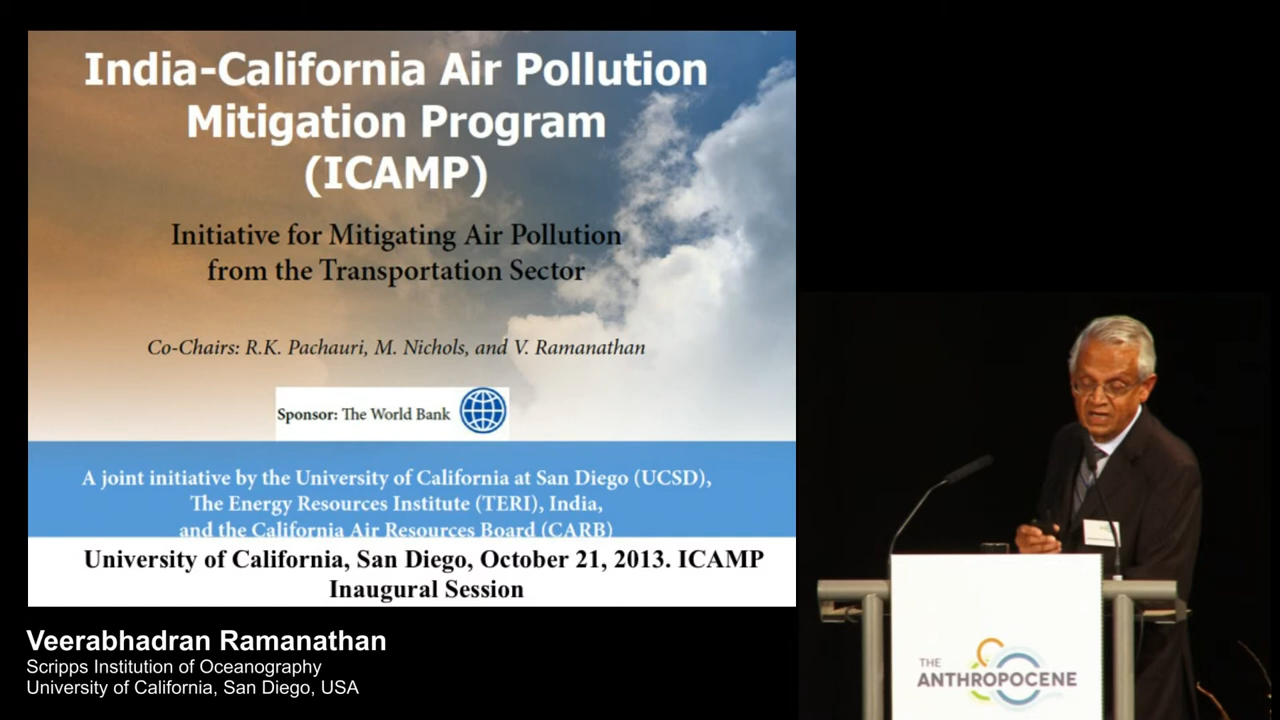 India-California Air Pollution
Mitigation Program
(ICAMP)
Initiative for Mitigating Air Pollution
from the Transportation Sector
Co-Chairs: R.K. Pachauri, M. Nichols, and V. Ramanathan
Sponsor: The World Bank
A joint initiative by the University of California at San Diego (UCSD),
The Energy Resources Institute (TERI), India,
and the California Air Resources Board (CARB)
University of California, San Diego, October 21, 2013. ICAMP
Inaugural Session
Veerabhadran Ramanathan
Scripps Institution of Oceanography
University of California, San Diego, USA
THE
ANTHROPOCENE